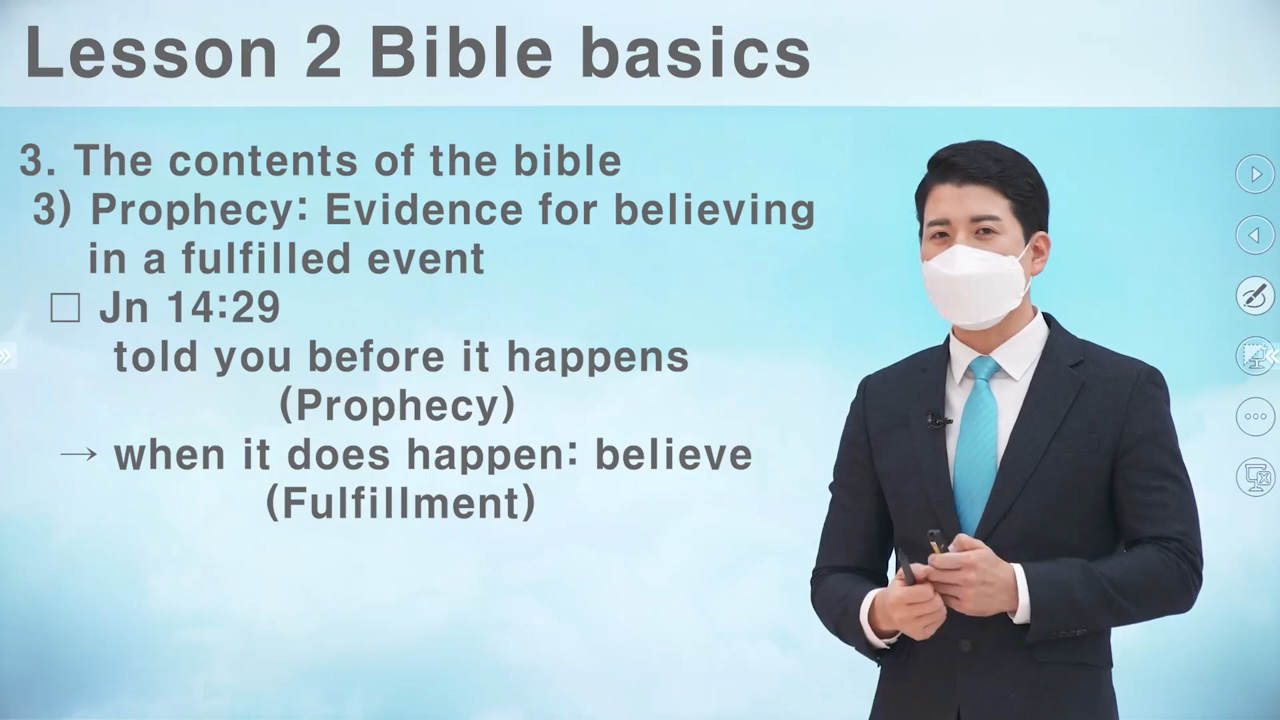 Lesson 2 Bible basics
3. The contents of the bible
3) Prophecy: Evidence for believing
in a fulfilled event
□ Jn 14:29
told you before it happens
(Prophecy)
→ when it does happen: believe
(Fulfillment)